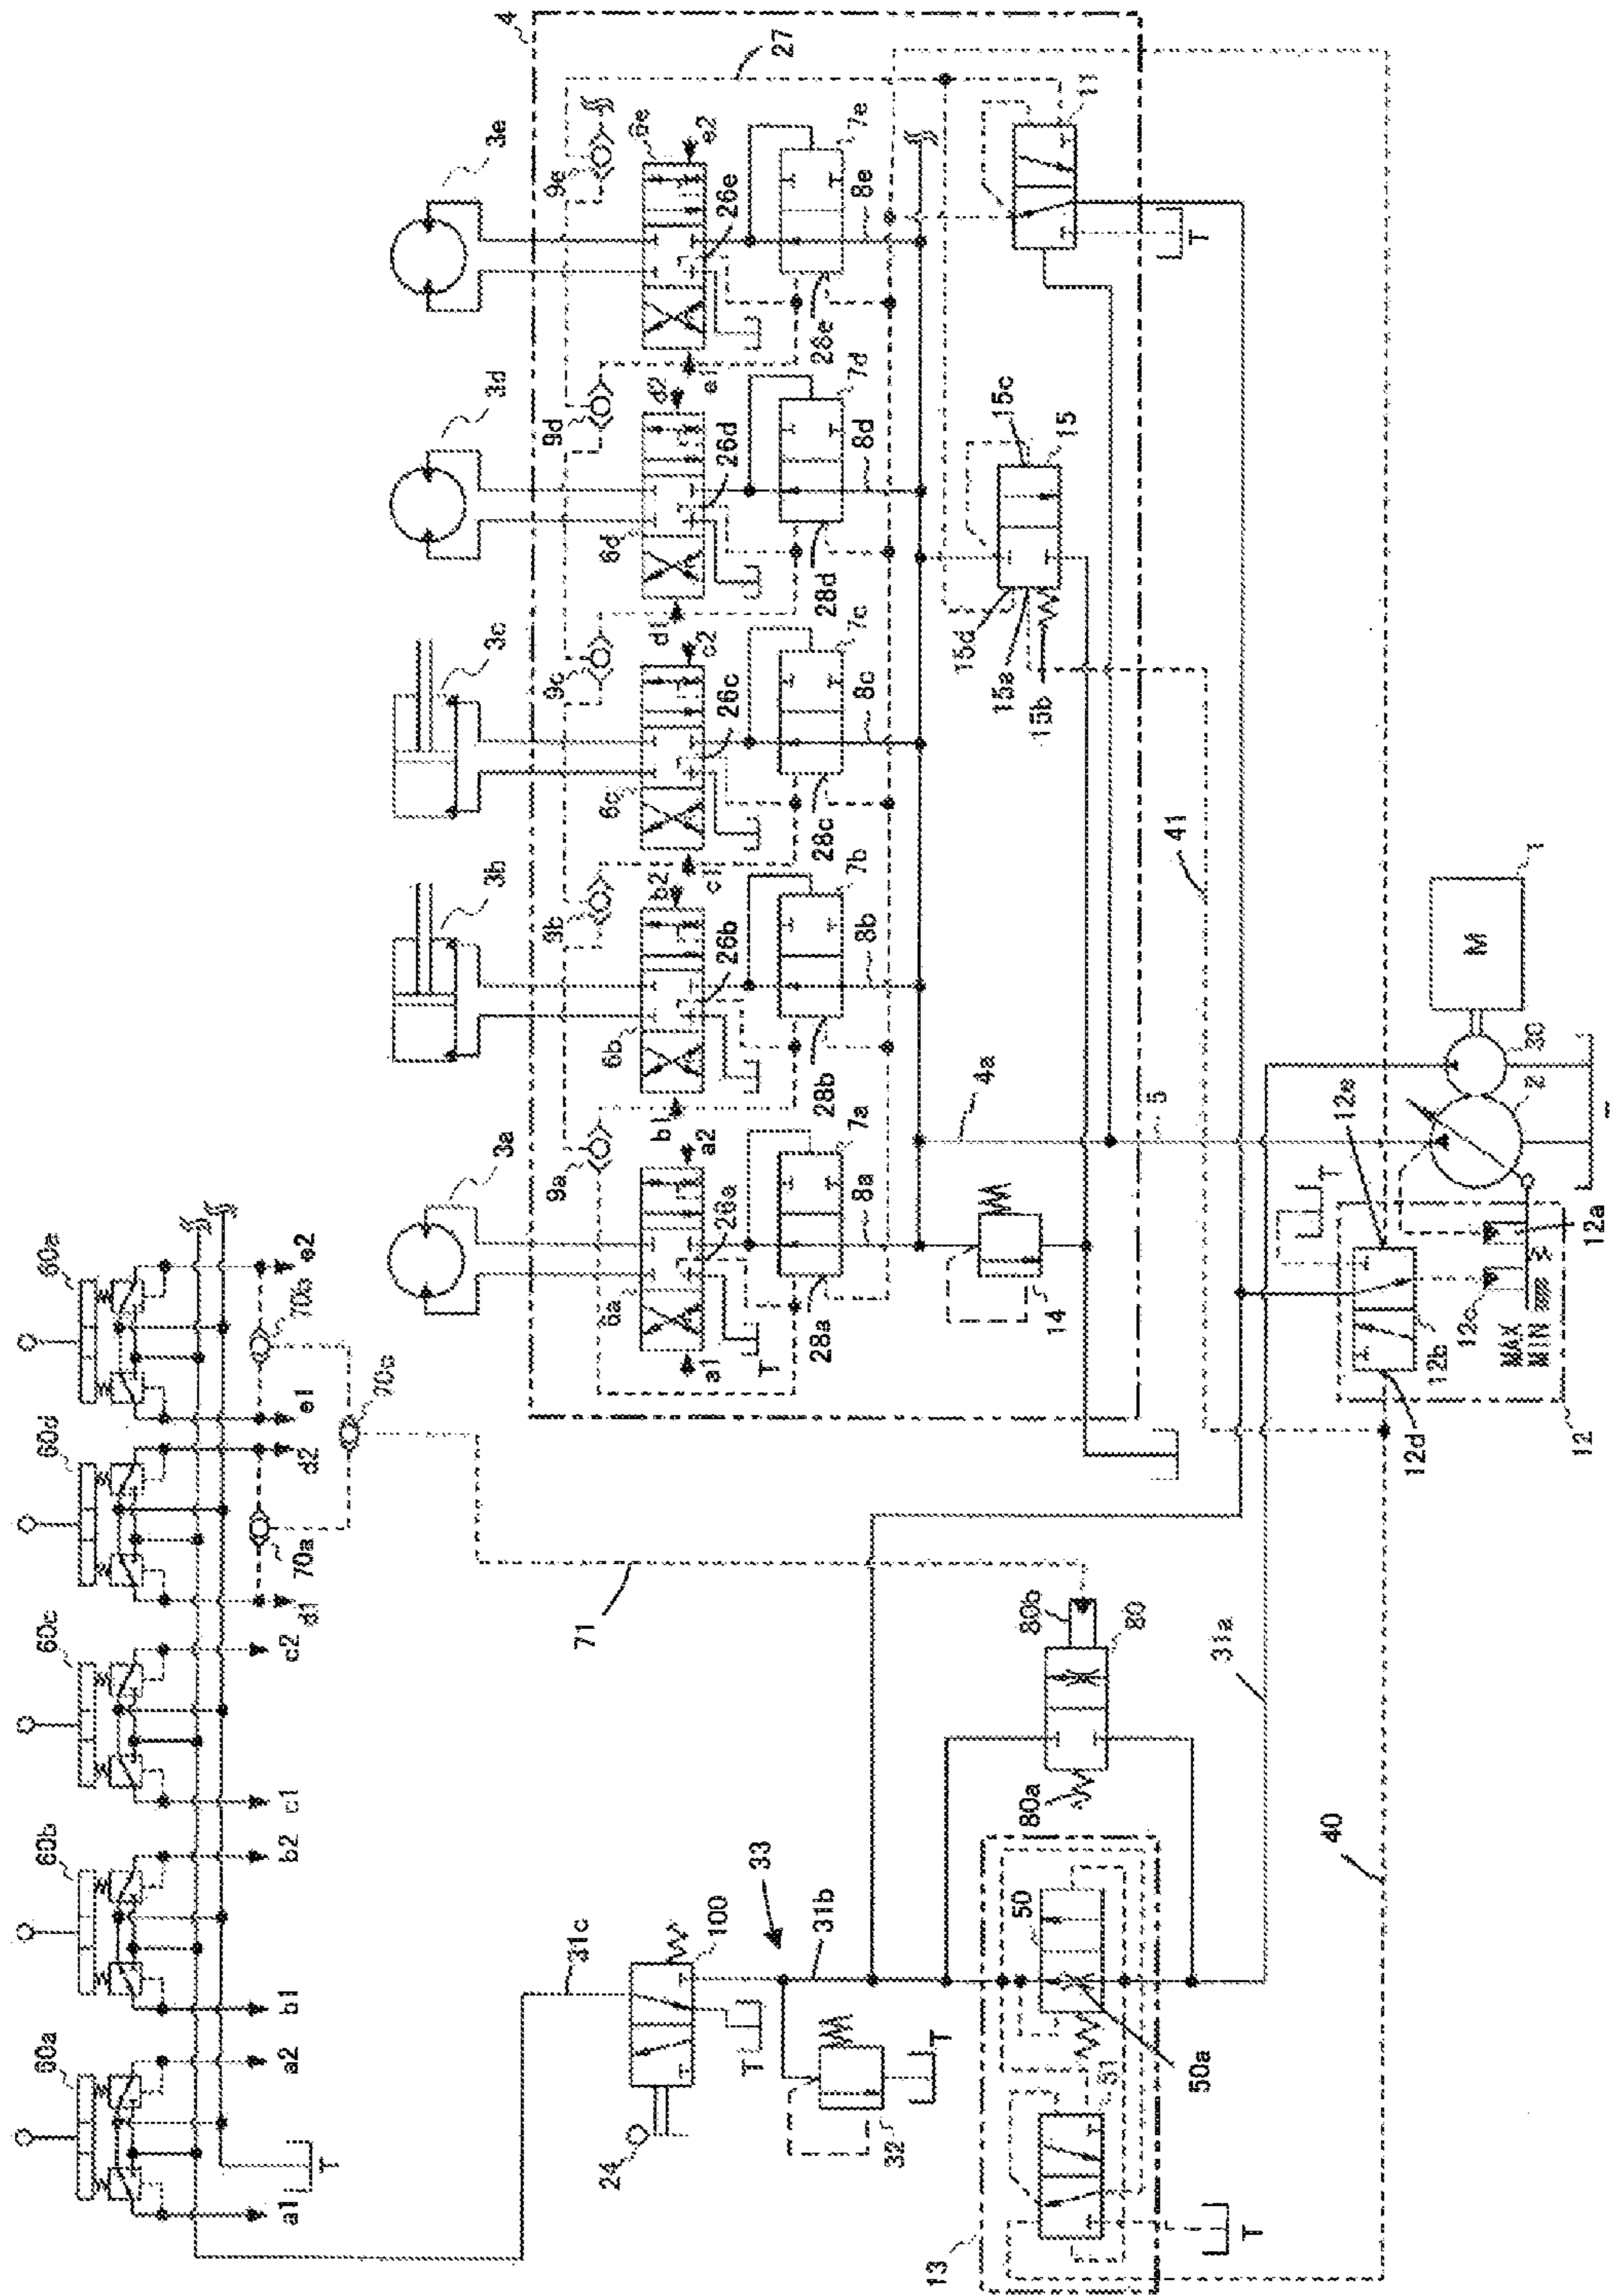 60a
60b
60c
60d
60a
a1
a2
b1
b2
c1
c2
d1
d2
e1
e2
T
70a
70b
70c
71
3a
3b
3c
3d
3e
4
9a
9b
9c
9d
9e
27
6a
6b
6c
6d
6e
a1
a2
b1
b2
c1
c2
d1
d2
e1
e2
T
26a
26b
26c
26d
26e
7a
7b
7c
7d
7e
28a
28b
28c
28d
28e
8a
8b
8c
8d
8e
4a
5
14
15
15a
15b
15c
15d
11
T
41
24
100
31c
T
33
31b
32
T
13
50
50a
51
T
80
80a
80b
31a
40
12
12a
12b
12c
12d
12e
MAX
MIN
T
1
M
30
2
T